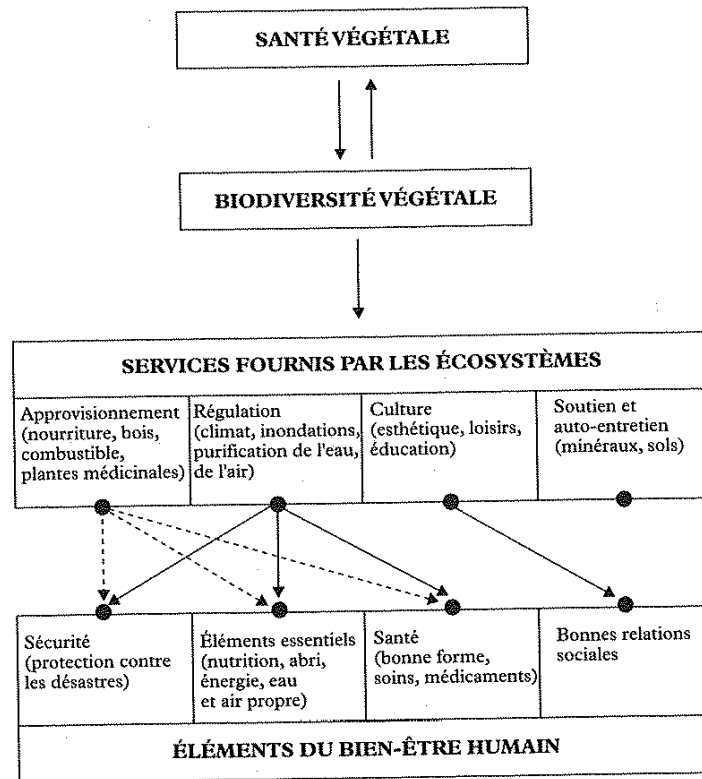 SANTÉ VÉGÉTALE
BIODIVERSITÉ VÉGÉTALE
SERVICES FOURNIS PAR LES ÉCOSYSTÈMES
Approvisionnement
(nourriture, bois,
combustible,
plantes médicinales)
Régulation
(climat, inondations,
purification de l'eau,
de l'air)
Culture
(esthétique, loisirs,
éducation)
Soutien et
auto-entretien
(minéraux, sols)
Sécurité
(protection contre
les désastres)
Éléments essentiels
(nutrition, abri,
énergie, eau
et air propre)
Santé
(bonne forme,
soins, médicaments)
Bonnes relations
sociales
ÉLÉMENTS DU BIEN-ÊTRE HUMAIN